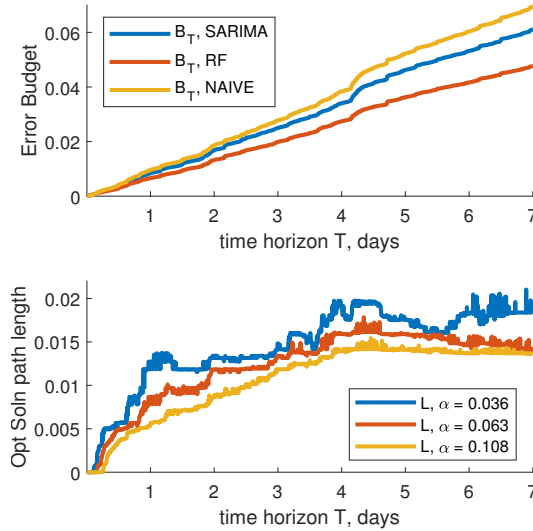 B_T, SARIMA
B_T, RF
B_T, NAIVE
Error Budget
0.06
0.04
0.02
0
1 2 3 4 5 6 7
time horizon T, days
Opt Soln path length
0.02
0.015
0.01
0.005
0
L, α = 0.036
L, α = 0.063
L, α = 0.108
1 2 3 4 5 6 7
time horizon T, days